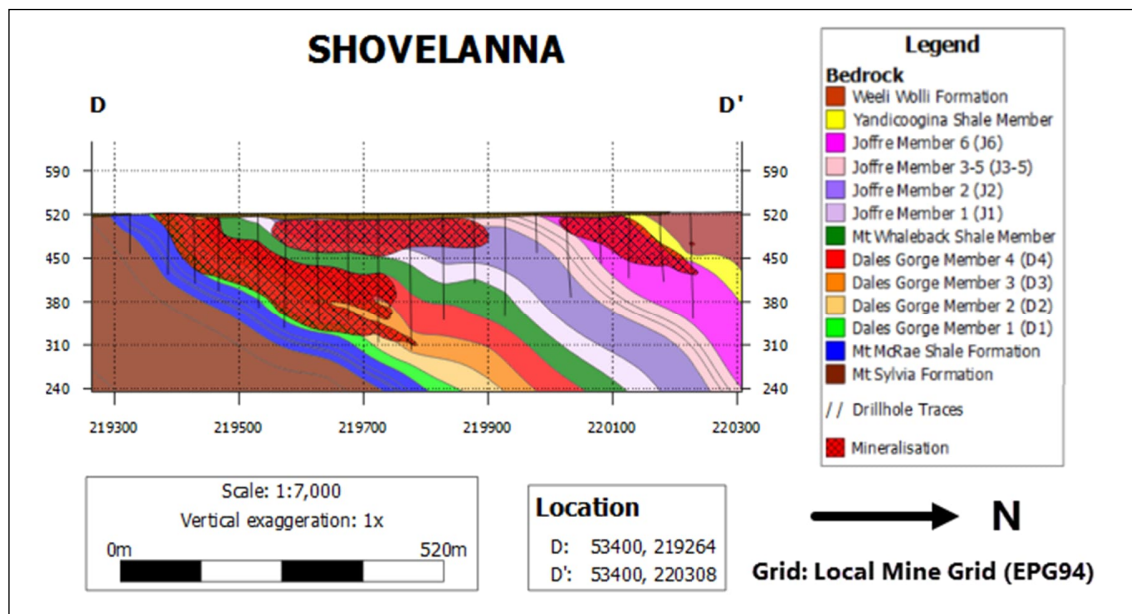 SHOVELANNA
D
D'
590
520
450
380
310
240
590
520
450
380
310
240
219300
219500
219700
219900
220100
220300
Legend
Bedrock
Weeli Wolli Formation
Yandicoogina Shale Member
Joffre Member 6 (J6)
Joffre Member 3-5 (J3-5)
Joffre Member 2 (J2)
Joffre Member 1 (J1)
Mt Whaleback Shale Member
Dales Gorge Member 4 (D4)
Dales Gorge Member 3 (D3)
Dales Gorge Member 2 (D2)
Dales Gorge Member 1 (D1)
Mt McRae Shale Formation
Mt Sylvia Formation
// Drillhole Traces
Mineralisation
Scale: 1:7,000
Vertical exaggeration: 1x
0m
520m
Location
D: 53400, 219264
D': 53400, 220308
N
Grid: Local Mine Grid (EPG94)